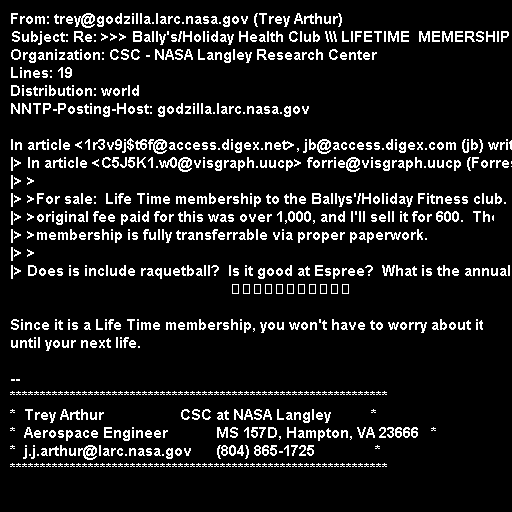 From: trey@godzilla.larc.nasa.gov (Trey Arthur)
Subject: Re: >>> Bally's/Holiday Health Club \\\ LIFETIME  MEMERSHIP
Organization: CSC - NASA Langley Research Center
Lines: 19
Distribution: world
NNTP-Posting-Host: godzilla.larc.nasa.gov

In article <1r3v9j$t6f@access.digex.net>, jb@access.digex.com (jb) writ
|> In article <C5J5K1.w0@visgraph.uucp> forrie@visgraph.uucp (Forres
|> >
|> >For sale:  Life Time membership to the Ballys'/Holiday Fitness club.
|> >original fee paid for this was over 1,000, and I'll sell it for 600.  The
|> >membership is fully transferrable via proper paperwork.
|> >
|> Does is include raquetball?  Is it good at Espree?  What is the annual

Since it is a Life Time membership, you won't have to worry about it
until your next life.

--
***************************************************************
*  Trey Arthur                    CSC at NASA Langley          *
*  Aerospace Engineer             MS 157D, Hampton, VA 23666   *
*  j.j.arthur@larc.nasa.gov       (804) 865-1725                *
***************************************************************